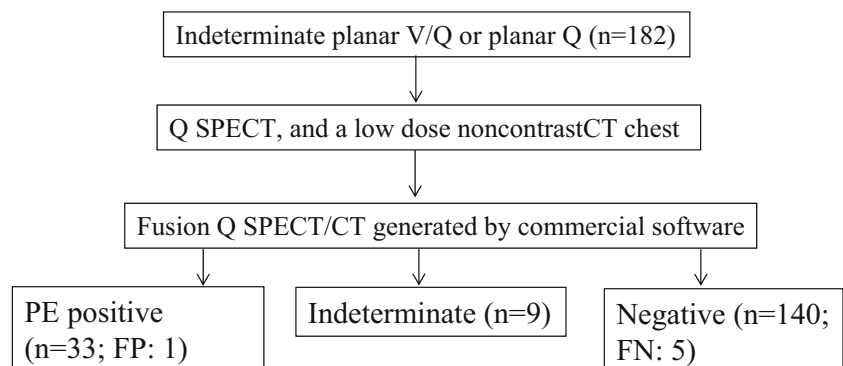 Indeterminate planar V/Q or planar Q (n=182)
Q SPECT, and a low dose noncontrastCT chest
Fusion Q SPECT/CT generated by commercial software
PE positive
(n=33; FP: 1)
Indeterminate (n=9)
Negative (n=140;
FN: 5)